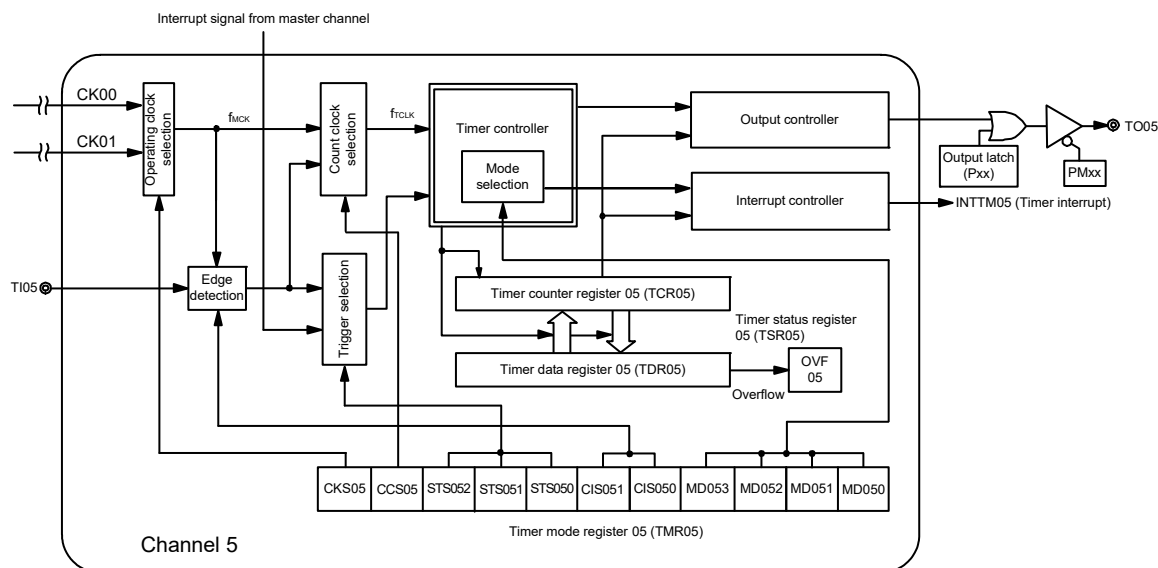 Interrupt signal from master channel
CK00
CK01
Operating clock
selection
fMCK
Count clock
selection
fTCLK
Timer controller
Mode
selection
Output controller
Interrupt controller
Output latch
(Pxx)
PMxx
TO05
INTTM05 (Timer interrupt)
TI05
Edge
detection
Trigger selection
Timer counter register 05 (TCR05)
Timer status register
05 (TSR05)
Timer data register 05 (TDR05)
OVF
05
Overflow
CKS05 CCS05 STS052 STS051 STS050 CIS051 CIS050 MD053 MD052 MD051 MD050
Timer mode register 05 (TMR05)
Channel 5